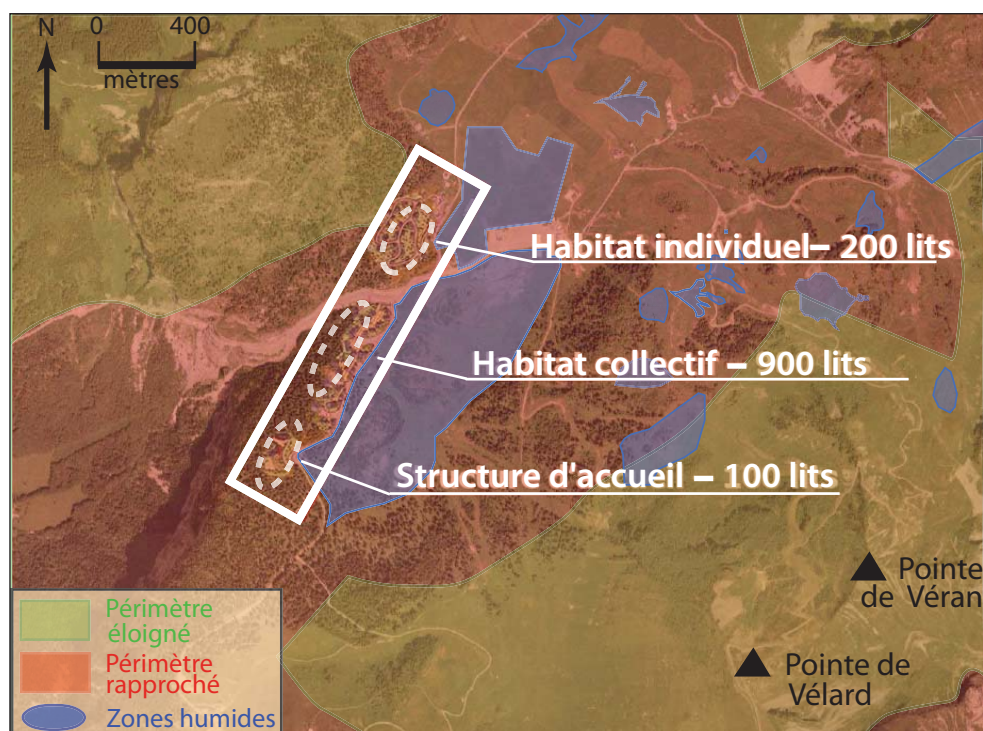 N
0 400
mètres
Habitat individuel– 200 lits
Habitat collectif – 900 lits
Structure d'accueil – 100 lits
Pointe
de Véran
Pointe de
Vélard
Périmètre
éloigné
Périmètre
rapproché
Zones humides